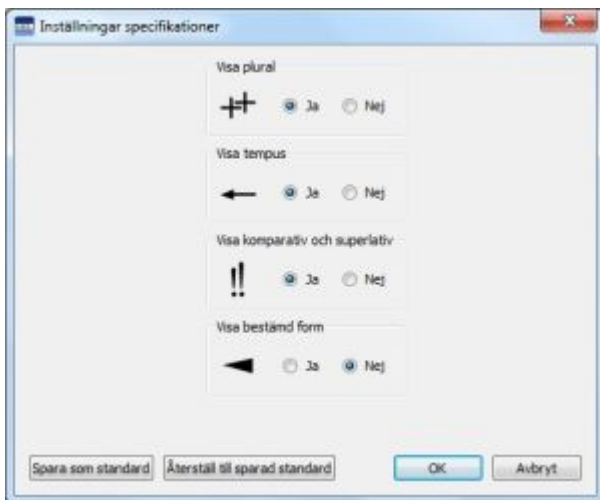 Inställningar specifikationer
Visa plural
Ja Nej
Visa tempus
Ja Nej
Visa komparativ och superlativ
Ja Nej
Visa bestämd form
Ja Nej
Spara som standard Återställ till sparad standard OK Avbryt